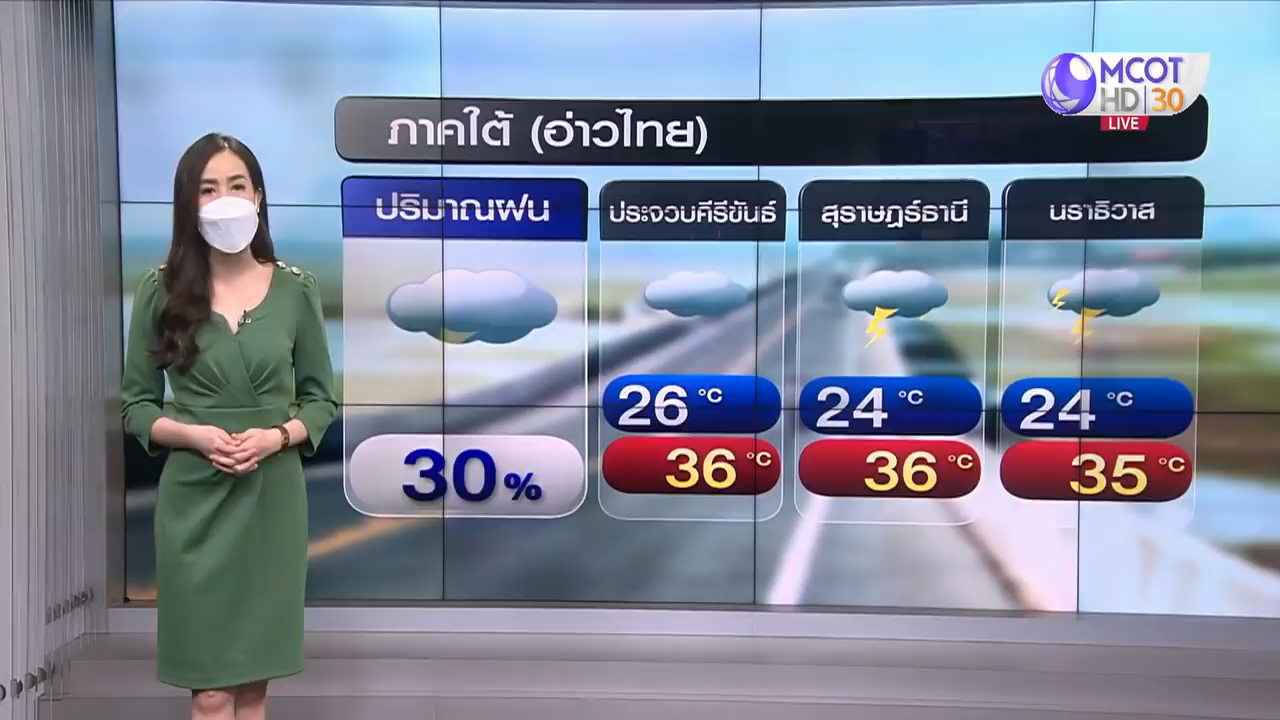 MCOT
HD 30
LIVE
ภาคใต้ (อ่าวไทย)
ปริมาณฝน
ประจวบคีรีขันธ์
สุราษฎร์ธานี
นราธิวาส
30%
26 °C
24 °C
24 °C
36 °C
36 °C
35 °C